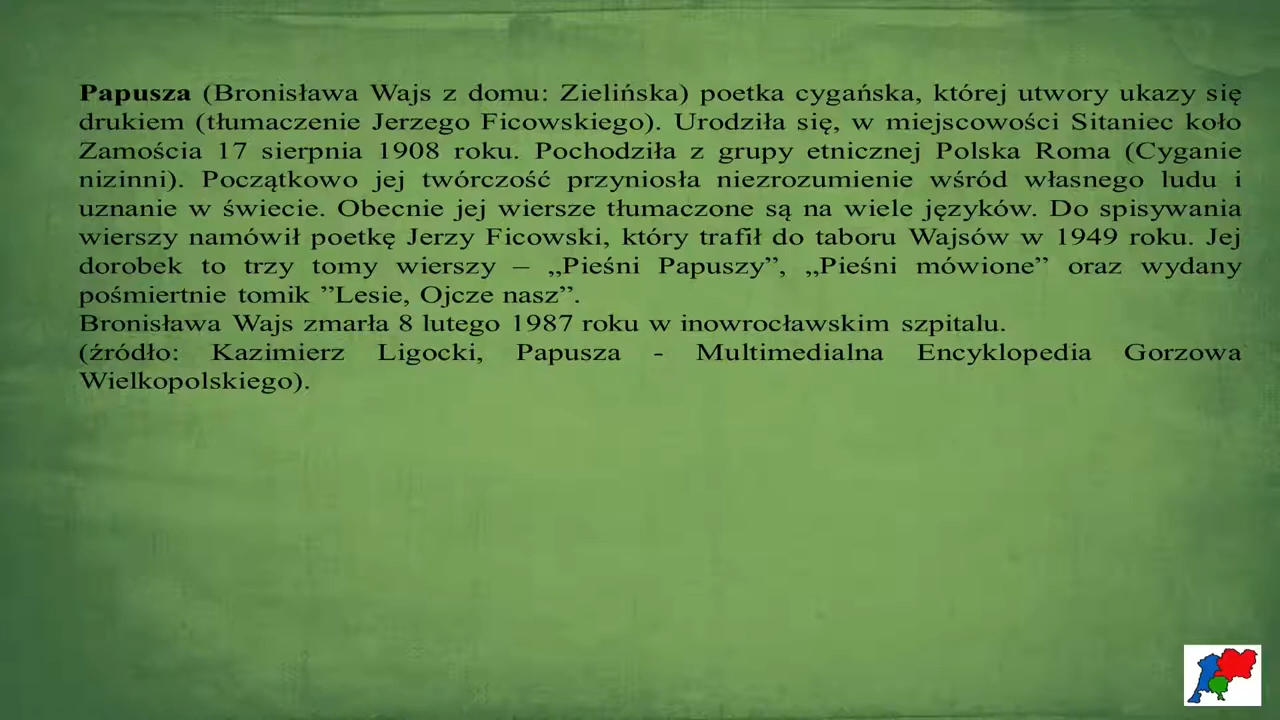 Papusza (Bronisława Wajs z domu: Zielińska) poetka cygańska, której utwory ukazy się
drukiem (tłumaczenie Jerzego Ficowskiego). Urodziła się, w miejscowości Sitaniec koło
Zamościa 17 sierpnia 1908 roku. Pochodziła z grupy etnicznej Polska Roma (Cyganie
nizinni). Początkowo jej twórczość przyniosła niezrozumienie wśród własnego ludu i
uznanie w świecie. Obecnie jej wiersze tłumaczone są na wiele języków. Do spisywania
wierszy namówił poetkę Jerzy Ficowski, który trafił do taboru Wajsów w 1949 roku. Jej
dorobek to trzy tomy wierszy – „Pieśni Papuszy”, „Pieśni mówione” oraz wydany
pośmiertnie tomik ”Lesie, Ojcze nasz”.
Bronisława Wajs zmarła 8 lutego 1987 roku w inowrocławskim szpitalu.
(źródło: Kazimierz Ligocki, Papusza - Multimedialna Encyklopedia Gorzowa
Wielkopolskiego).